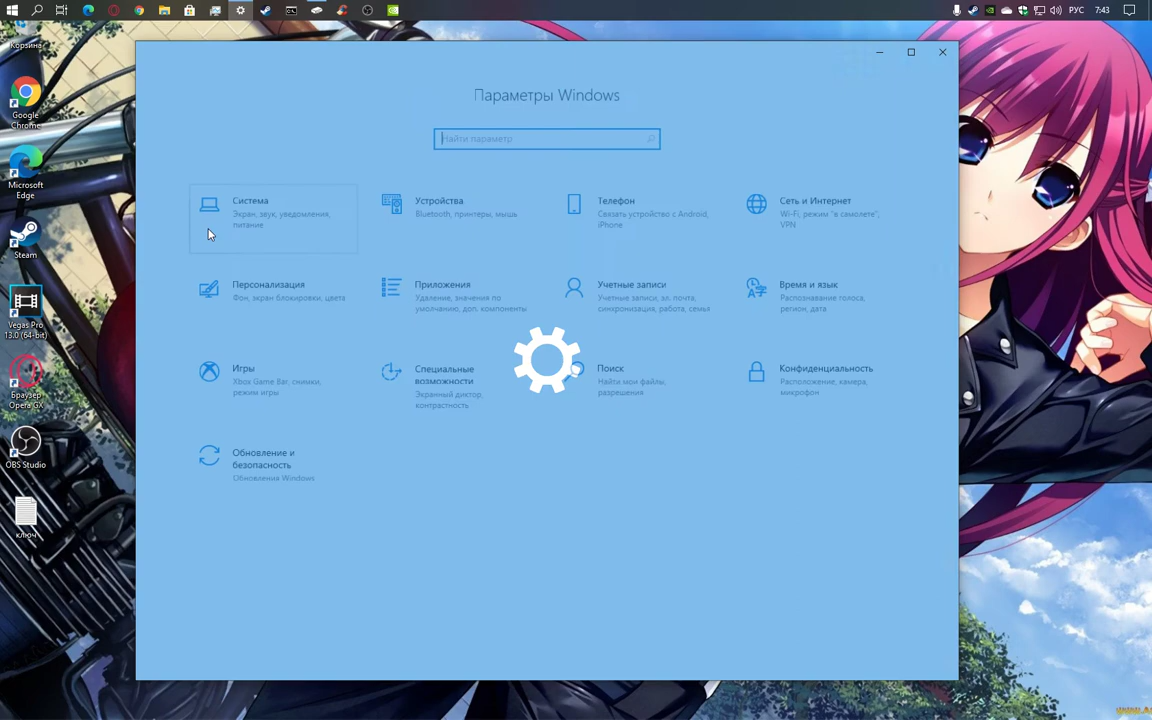 РУС
7:43
Корзина
Google
Chrome
Microsoft
Edge
Steam
Vegas Pro
13.0 (64-bit)
Браузер
Opera GX
OBS Studio
ключ
Параметры Windows
Найти параметр
Система
Экран, звук, уведомления,
питание
Устройства
Bluetooth, принтеры, мышь
Телефон
Связать устройство с Android,
iPhone
Сеть и Интернет
Wi-Fi, режим "в самолете",
VPN
Персонализация
Фон, экран блокировки, цвета
Приложения
Удаление, значения по
умолчанию, доп. компоненты
Учетные записи
Учетные записи, эл. почта,
синхронизация, работа, семья
Время и язык
Распознавание голоса,
регион, дата
Игры
Xbox Game Bar, снимки,
режим игры
Специальные
возможности
Экранный диктор,
контрастность
Поиск
Найти мои файлы,
разрешения
Конфиденциальность
Расположение, камера,
микрофон
Обновление и
безопасность
Обновления Windows